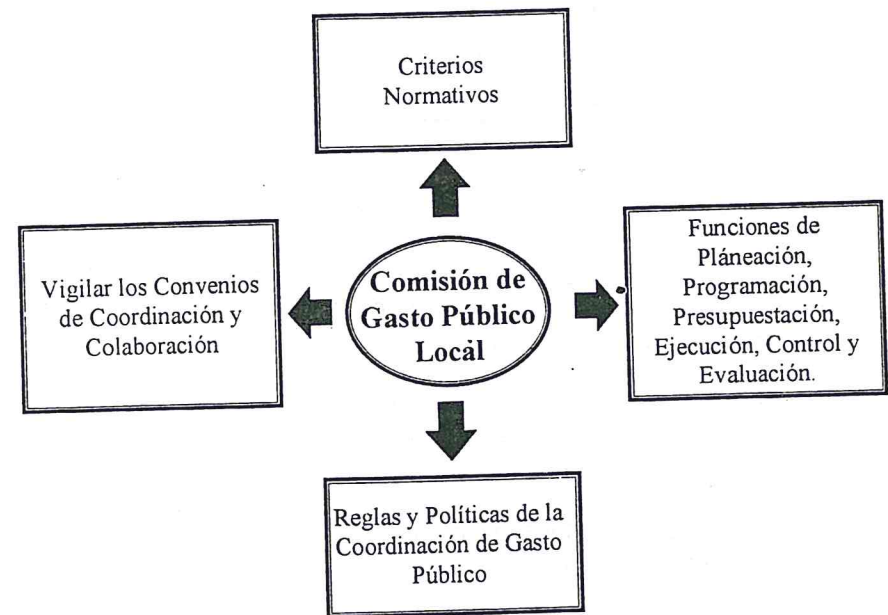 Criterios
Normativos
Vigilar los Convenios
de Coordinación y
Colaboración
Comisión de
Gasto Público
Local
Funciones de
Pláneación,
Programación,
Presupuestación,
Ejecución, Control y
Evaluación.
Reglas y Políticas de la
Coordinación de Gasto
Público